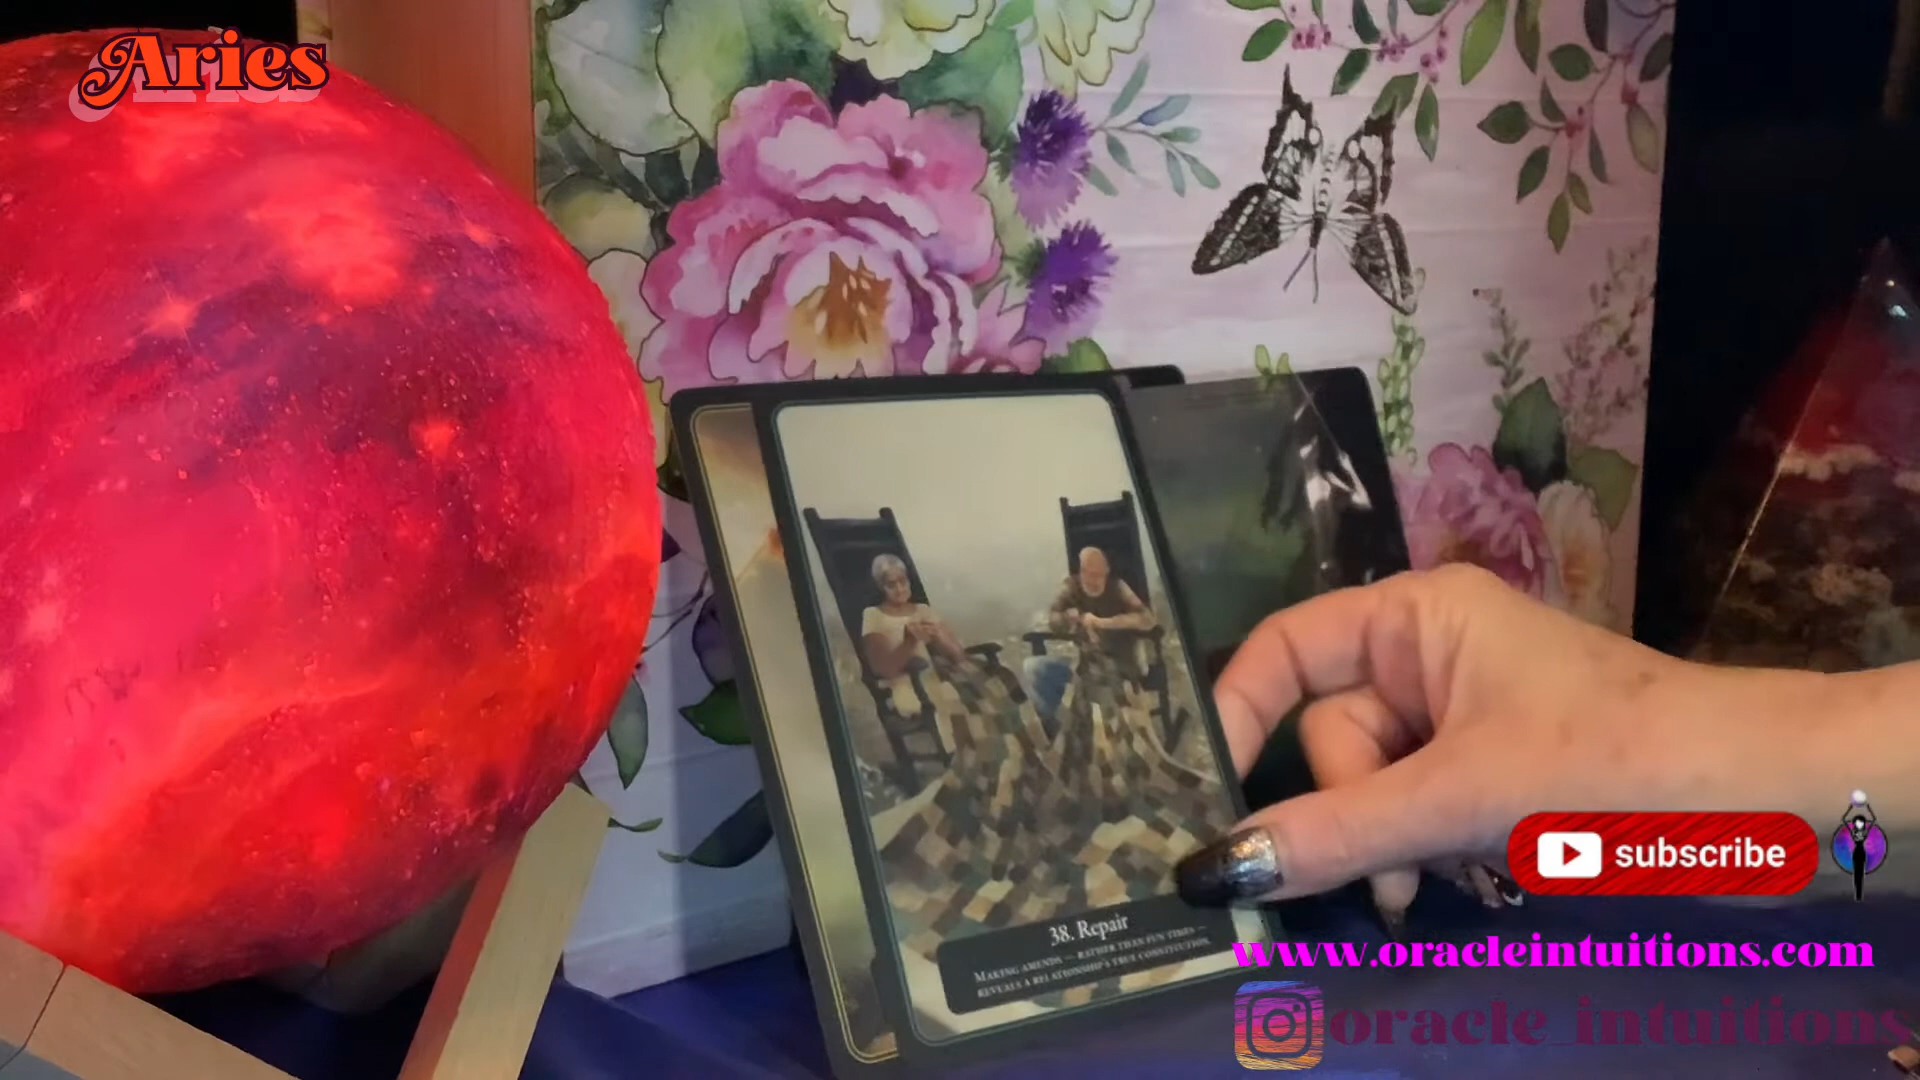 Aries
38. Repair
MAKING AMENDS — RATHER THAN FUN TIMES —
REVEALS A RELATIONSHIP'S TRUE CONSTITUTION.
subscribe
www.oracleintuitions.com
oracle_intuitions